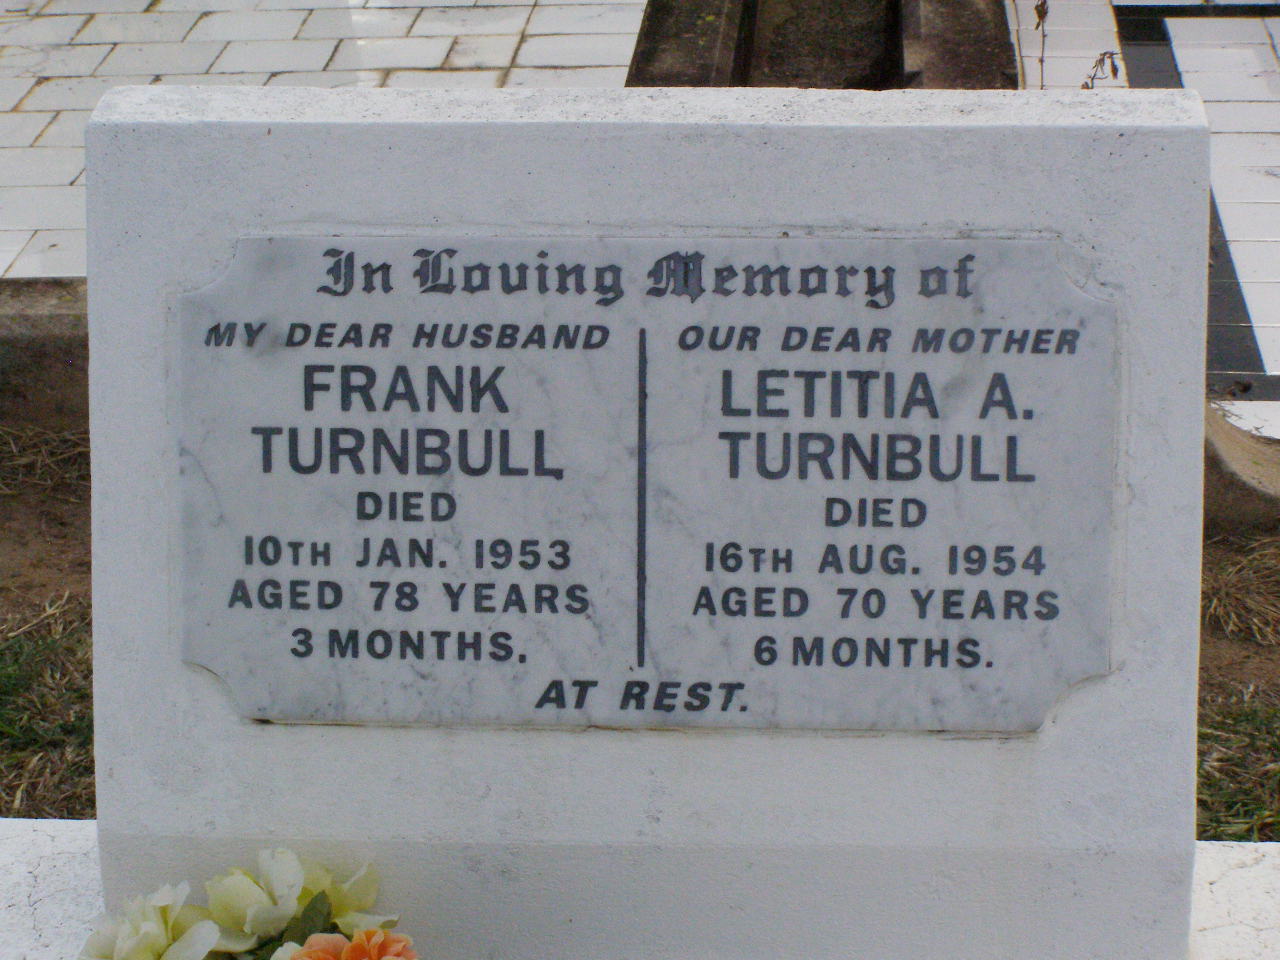 In Loving Memory of
MY DEAR HUSBAND
FRANK
TURNBULL
DIED
10TH JAN. 1953
AGED 78 YEARS
3 MONTHS.
OUR DEAR MOTHER
LETITIA A.
TURNBULL
DIED
16TH AUG. 1954
AGED 70 YEARS
6 MONTHS.
AT REST.